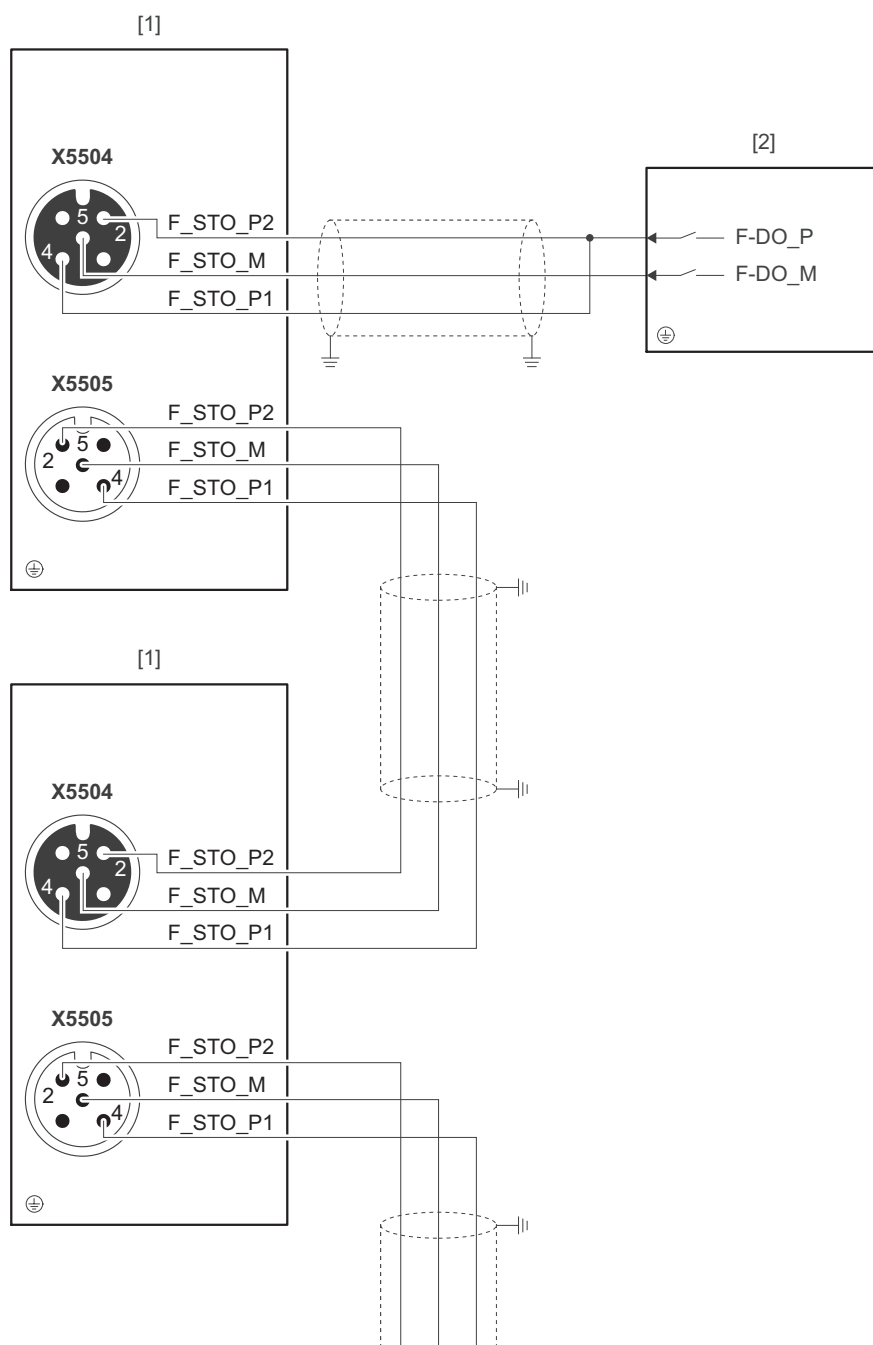 [1]
X5504
5
2
4
F_STO_P2
F_STO_M
F_STO_P1
[2]
F-DO_P
F-DO_M
X5505
5
2
4
F_STO_P2
F_STO_M
F_STO_P1
[1]
X5504
5
2
4
F_STO_P2
F_STO_M
F_STO_P1
X5505
5
2
4
F_STO_P2
F_STO_M
F_STO_P1